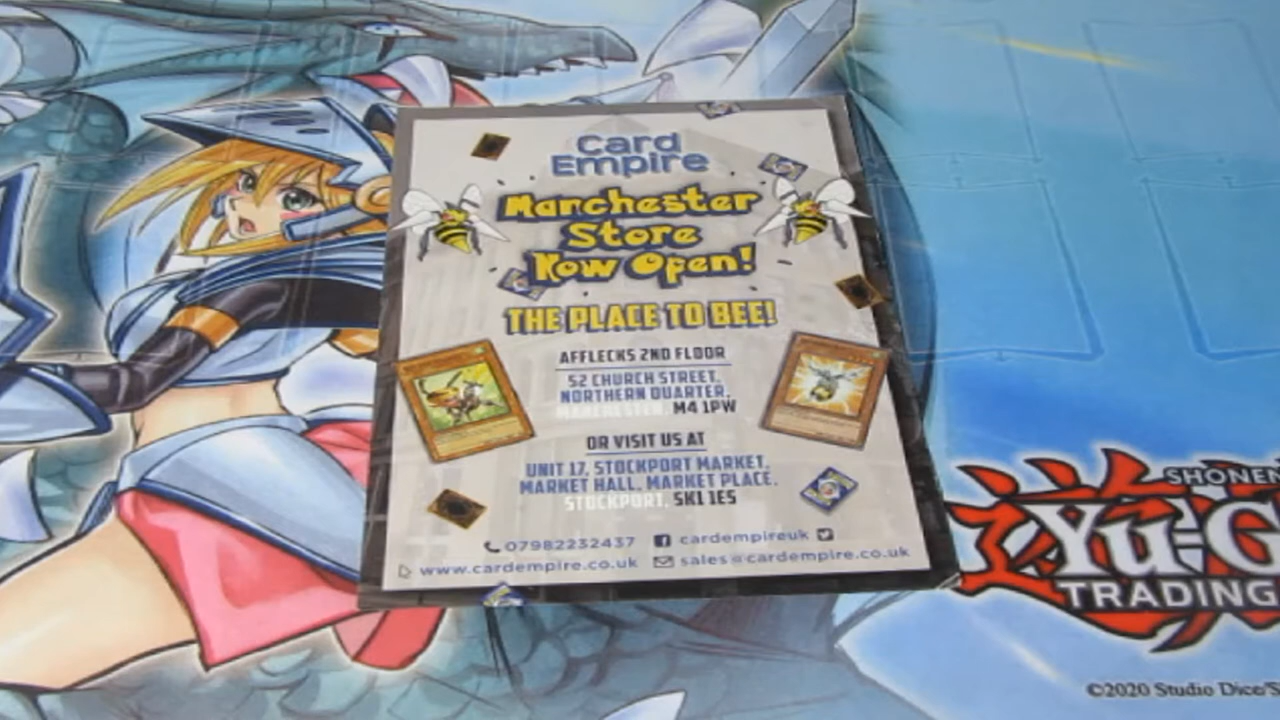 Card
Empire
Manchester
Store
Now Open!
THE PLACE TO BEE!
AFFLECKS 2ND FLOOR
52 CHURCH STREET,
NORTHERN QUARTER,
MANCHESTER, M4 1PW
OR VISIT US AT
UNIT 17, STOCKPORT MARKET,
MARKET HALL, MARKET PLACE,
STOCKPORT, SK1 1ES
07982232437 cardempireuk
www.cardempire.co.uk sales@cardempire.co.uk
SHONEN
Yu-G
TRADING
©2020 Studio Dice/S